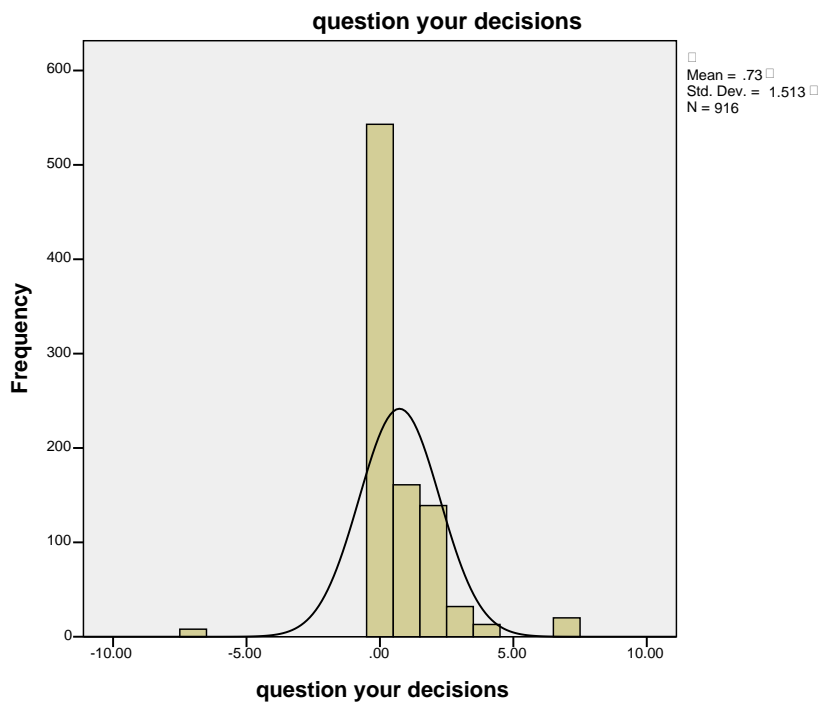 question your decisions
Mean = .73
Std. Dev. = 1.513
N = 916
600
500
400
300
200
100
0
Frequency
-10.00
-5.00
.00
5.00
10.00
question your decisions